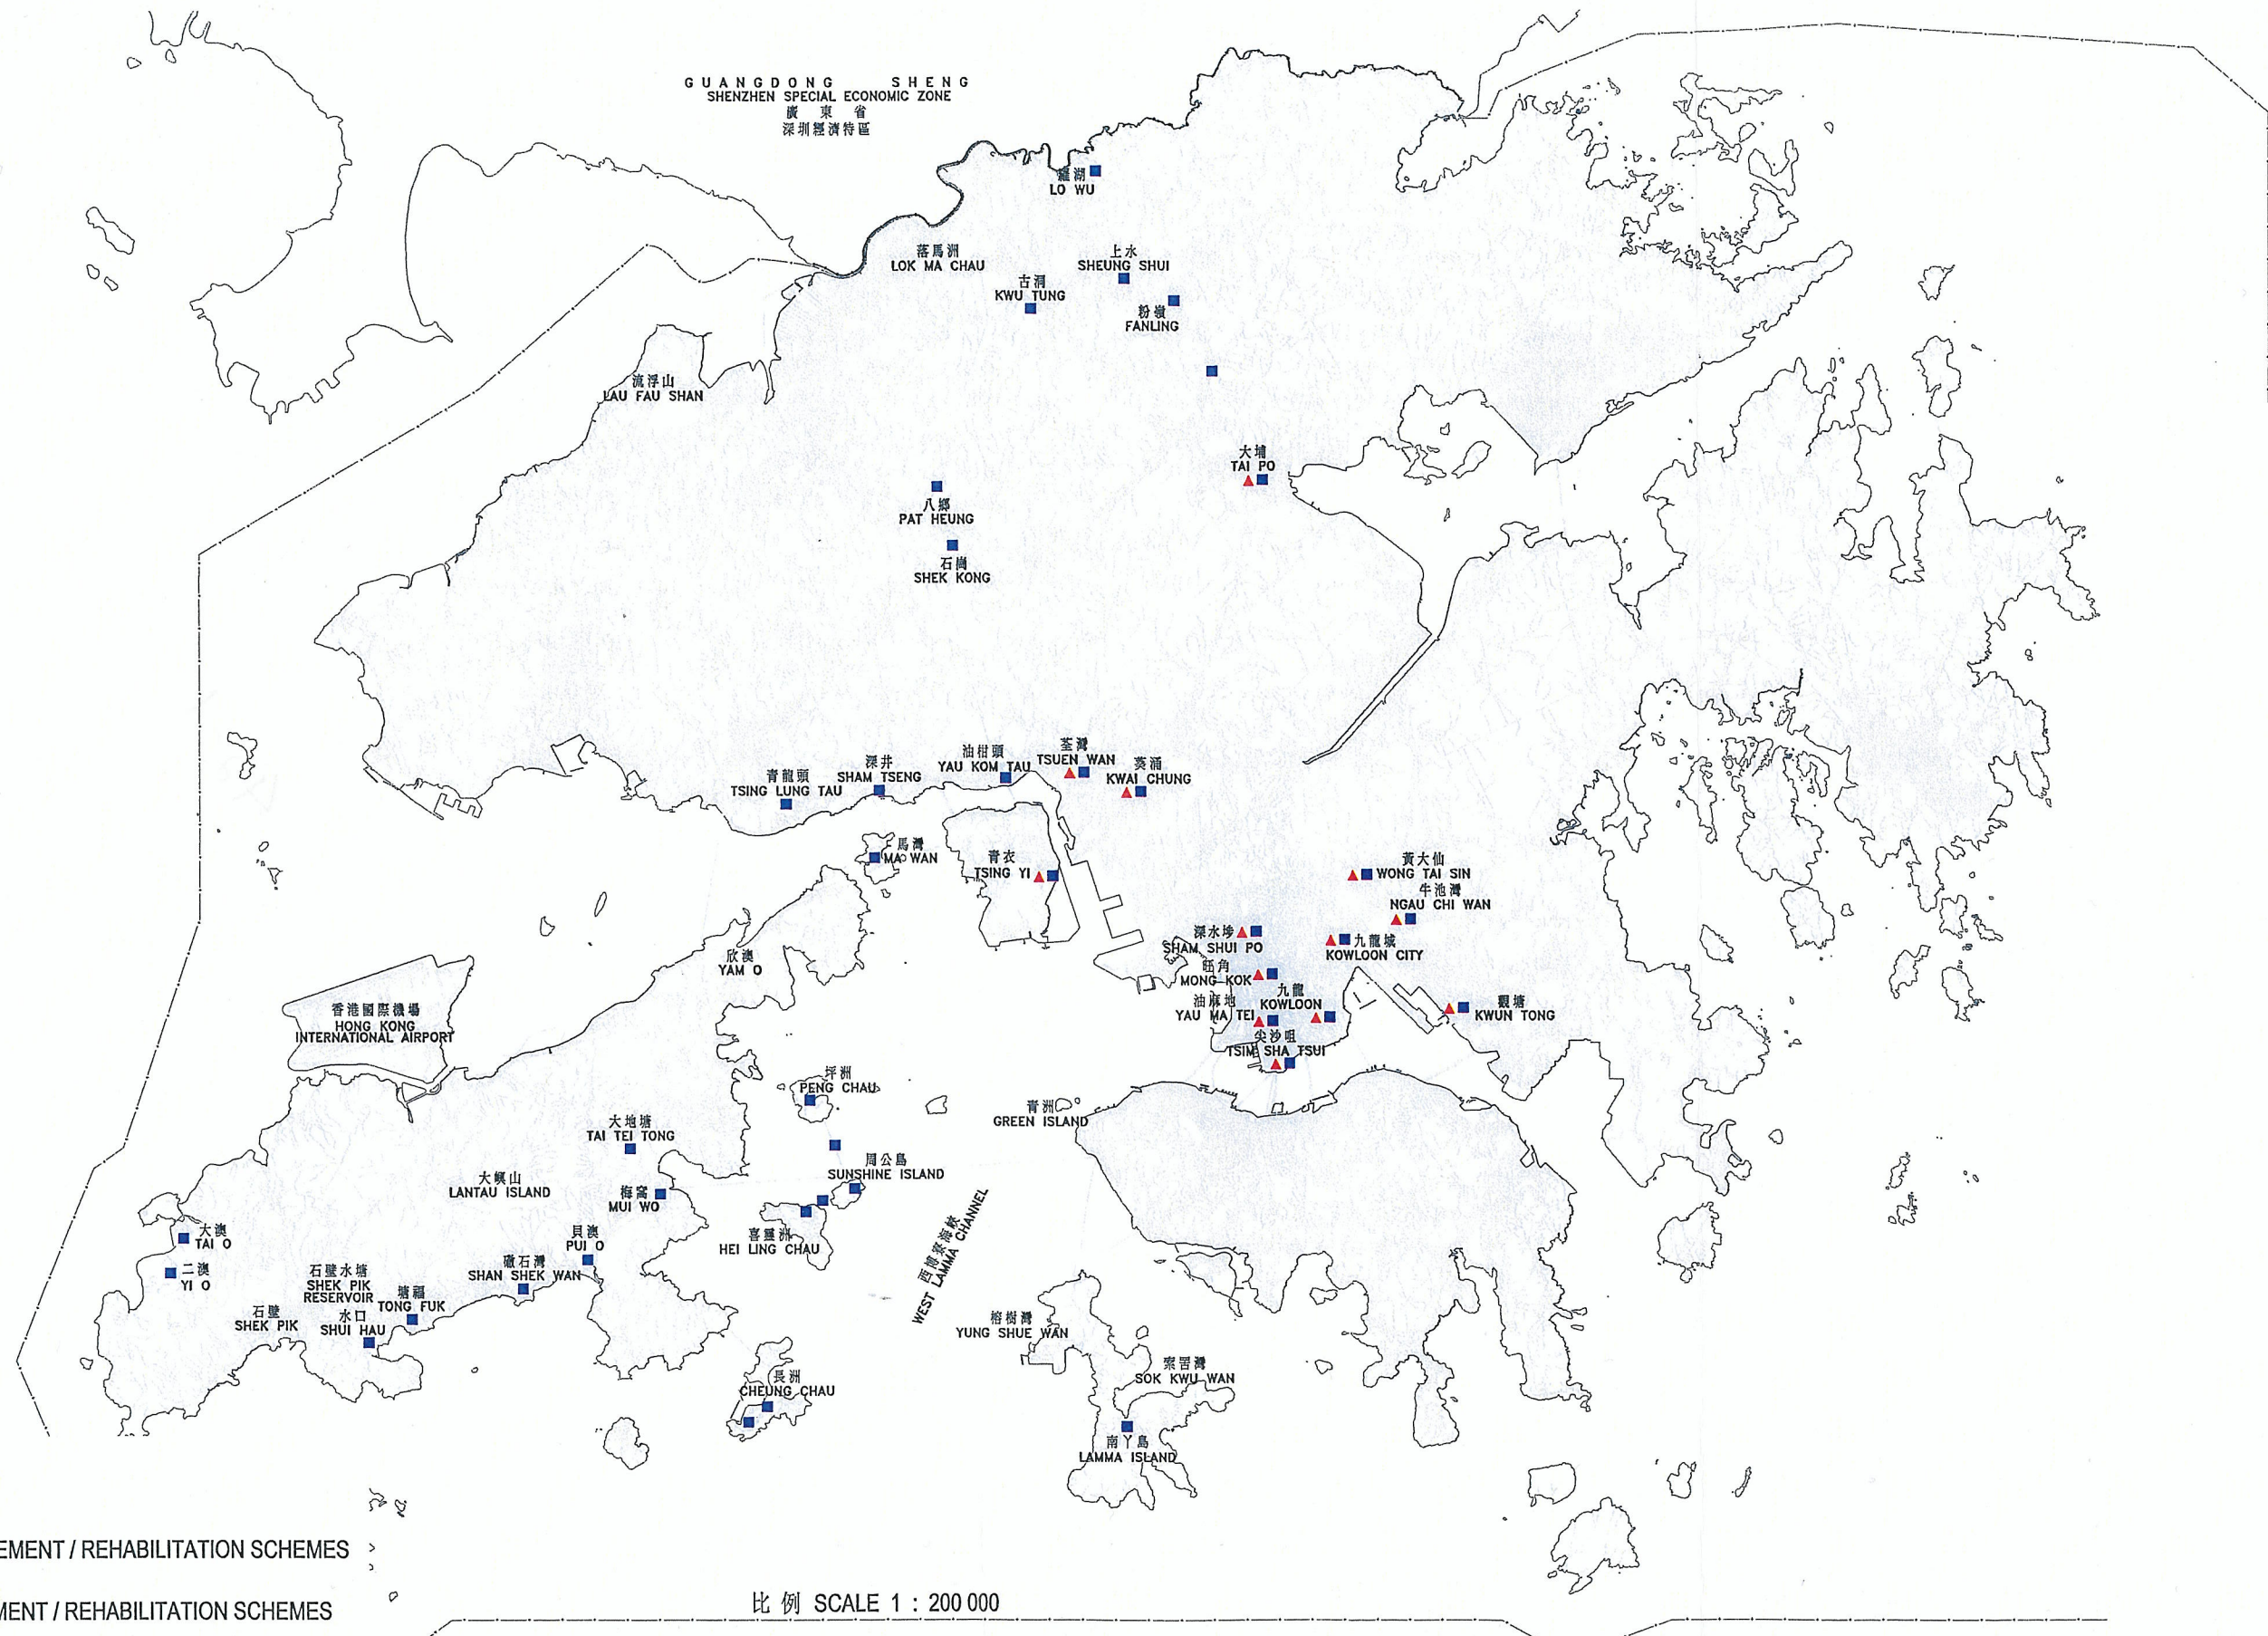 GUANGDONG SHENG
SHENZHEN SPECIAL ECONOMIC ZONE
廣東省
深圳經濟特區
羅湖
LO WU
落馬洲
LOK MA CHAU
上水
SHEUNG SHUI
古洞
KWU TUNG
粉嶺
FANLING
流浮山
LAU FAU SHAN
大埔
TAI PO
八鄉
PAT HEUNG
石崗
SHEK KONG
青龍頭
TSING LUNG TAU
深井
SHAM TSENG
油柑頭
YAU KOM TAU
荃灣
TSUEN WAN
葵涌
KWAI CHUNG
馬灣
MA WAN
青衣
TSING YI
黃大仙
WONG TAI SIN
牛池灣
NGAU CHI WAN
深水埗
SHAM SHUI PO
九龍城
KOWLOON CITY
旺角
MONG KOK
九龍
KOWLOON
油麻地
YAU MA TEI
尖沙咀
TSIM SHA TSUI
觀塘
KWUN TONG
欣澳
YAM O
香港國際機場
HONG KONG
INTERNATIONAL AIRPORT
坪洲
PENG CHAU
青洲
GREEN ISLAND
大地塘
TAI TEI TONG
周公島
SUNSHINE ISLAND
大嶼山
LANTAU ISLAND
梅窩
MUI WO
喜靈洲
HEI LING CHAU
西博寮海峽
WEST LAMMA CHANNEL
大澳
TAI O
二澳
YI O
貝澳
PUI O
䃟石灣
SHAN SHEK WAN
石壁水塘
SHEK PIK
RESERVOIR
塘福
TONG FUK
石壁
SHEK PIK
水口
SHUI HAU
榕樹灣
YUNG SHUE WAN
索罟灣
SOK KWU WAN
長洲
CHEUNG CHAU
南丫島
LAMMA ISLAND
EMENT / REHABILITATION SCHEMES
MENT / REHABILITATION SCHEMES
比例 SCALE 1 : 200 000